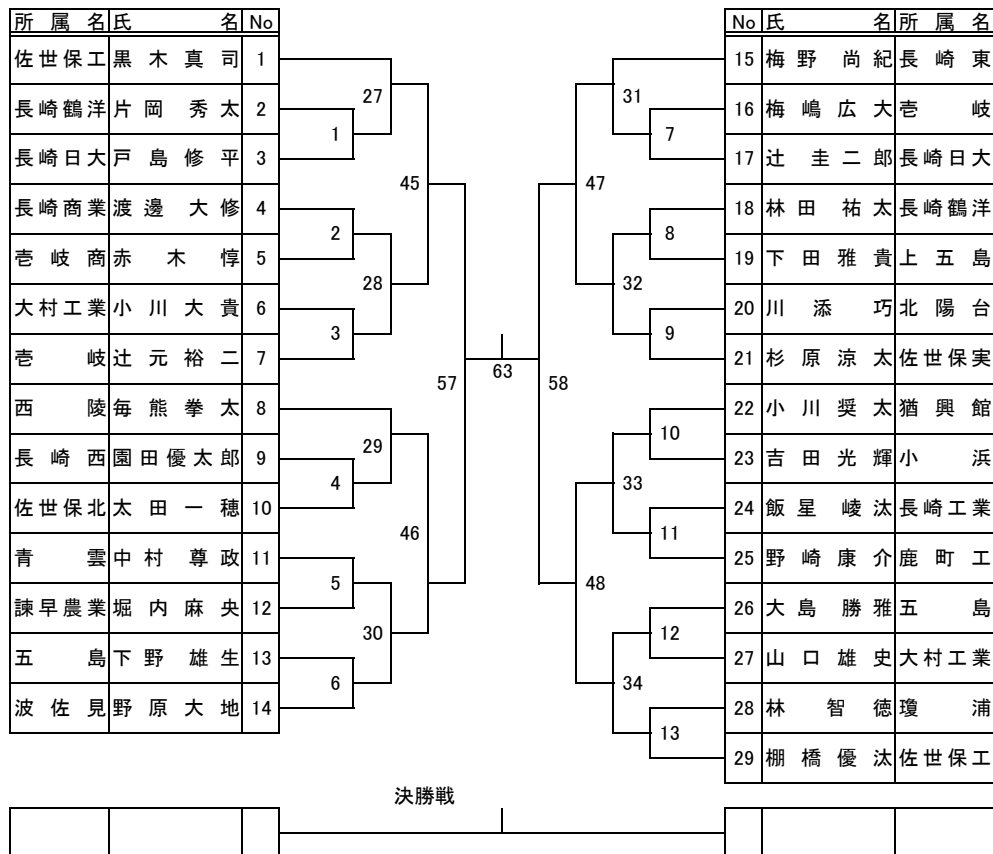 所属名 氏名 No
佐世保工 黒木真司 1
長崎鶴洋 片岡秀太 2
長崎日大 戸島修平 3
長崎商業 渡邊大修 4
壱岐商 赤木惇 5
大村工業 小川大貴 6
壱岐 辻元裕二 7
西陵 毎熊拳太 8
長崎西 園田優太郎 9
佐世保北 太田一穂 10
青雲 中村尊政 11
諫早農業 堀内麻央 12
五島 下野雄生 13
波佐見 野原大地 14
27
1
45
2
28
3
57
29
4
46
5
30
6
63
31
7
47
8
32
9
58
10
33
11
48
12
34
13
No 氏名 所属名
15 梅野尚紀 長崎東
16 梅嶋広大 壱岐
17 辻圭二郎 長崎日大
18 林田祐太 長崎鶴洋
19 下田雅貴 上五島
20 川添巧 北陽台
21 杉原涼太 佐世保実
22 小川奨太 猶興館
23 吉田光輝 小浜
24 飯星崚汰 長崎工業
25 野崎康介 鹿町工
26 大島勝雅 五島
27 山口雄史 大村工業
28 林智徳 瓊浦
29 棚橋優汰 佐世保工
決勝戦